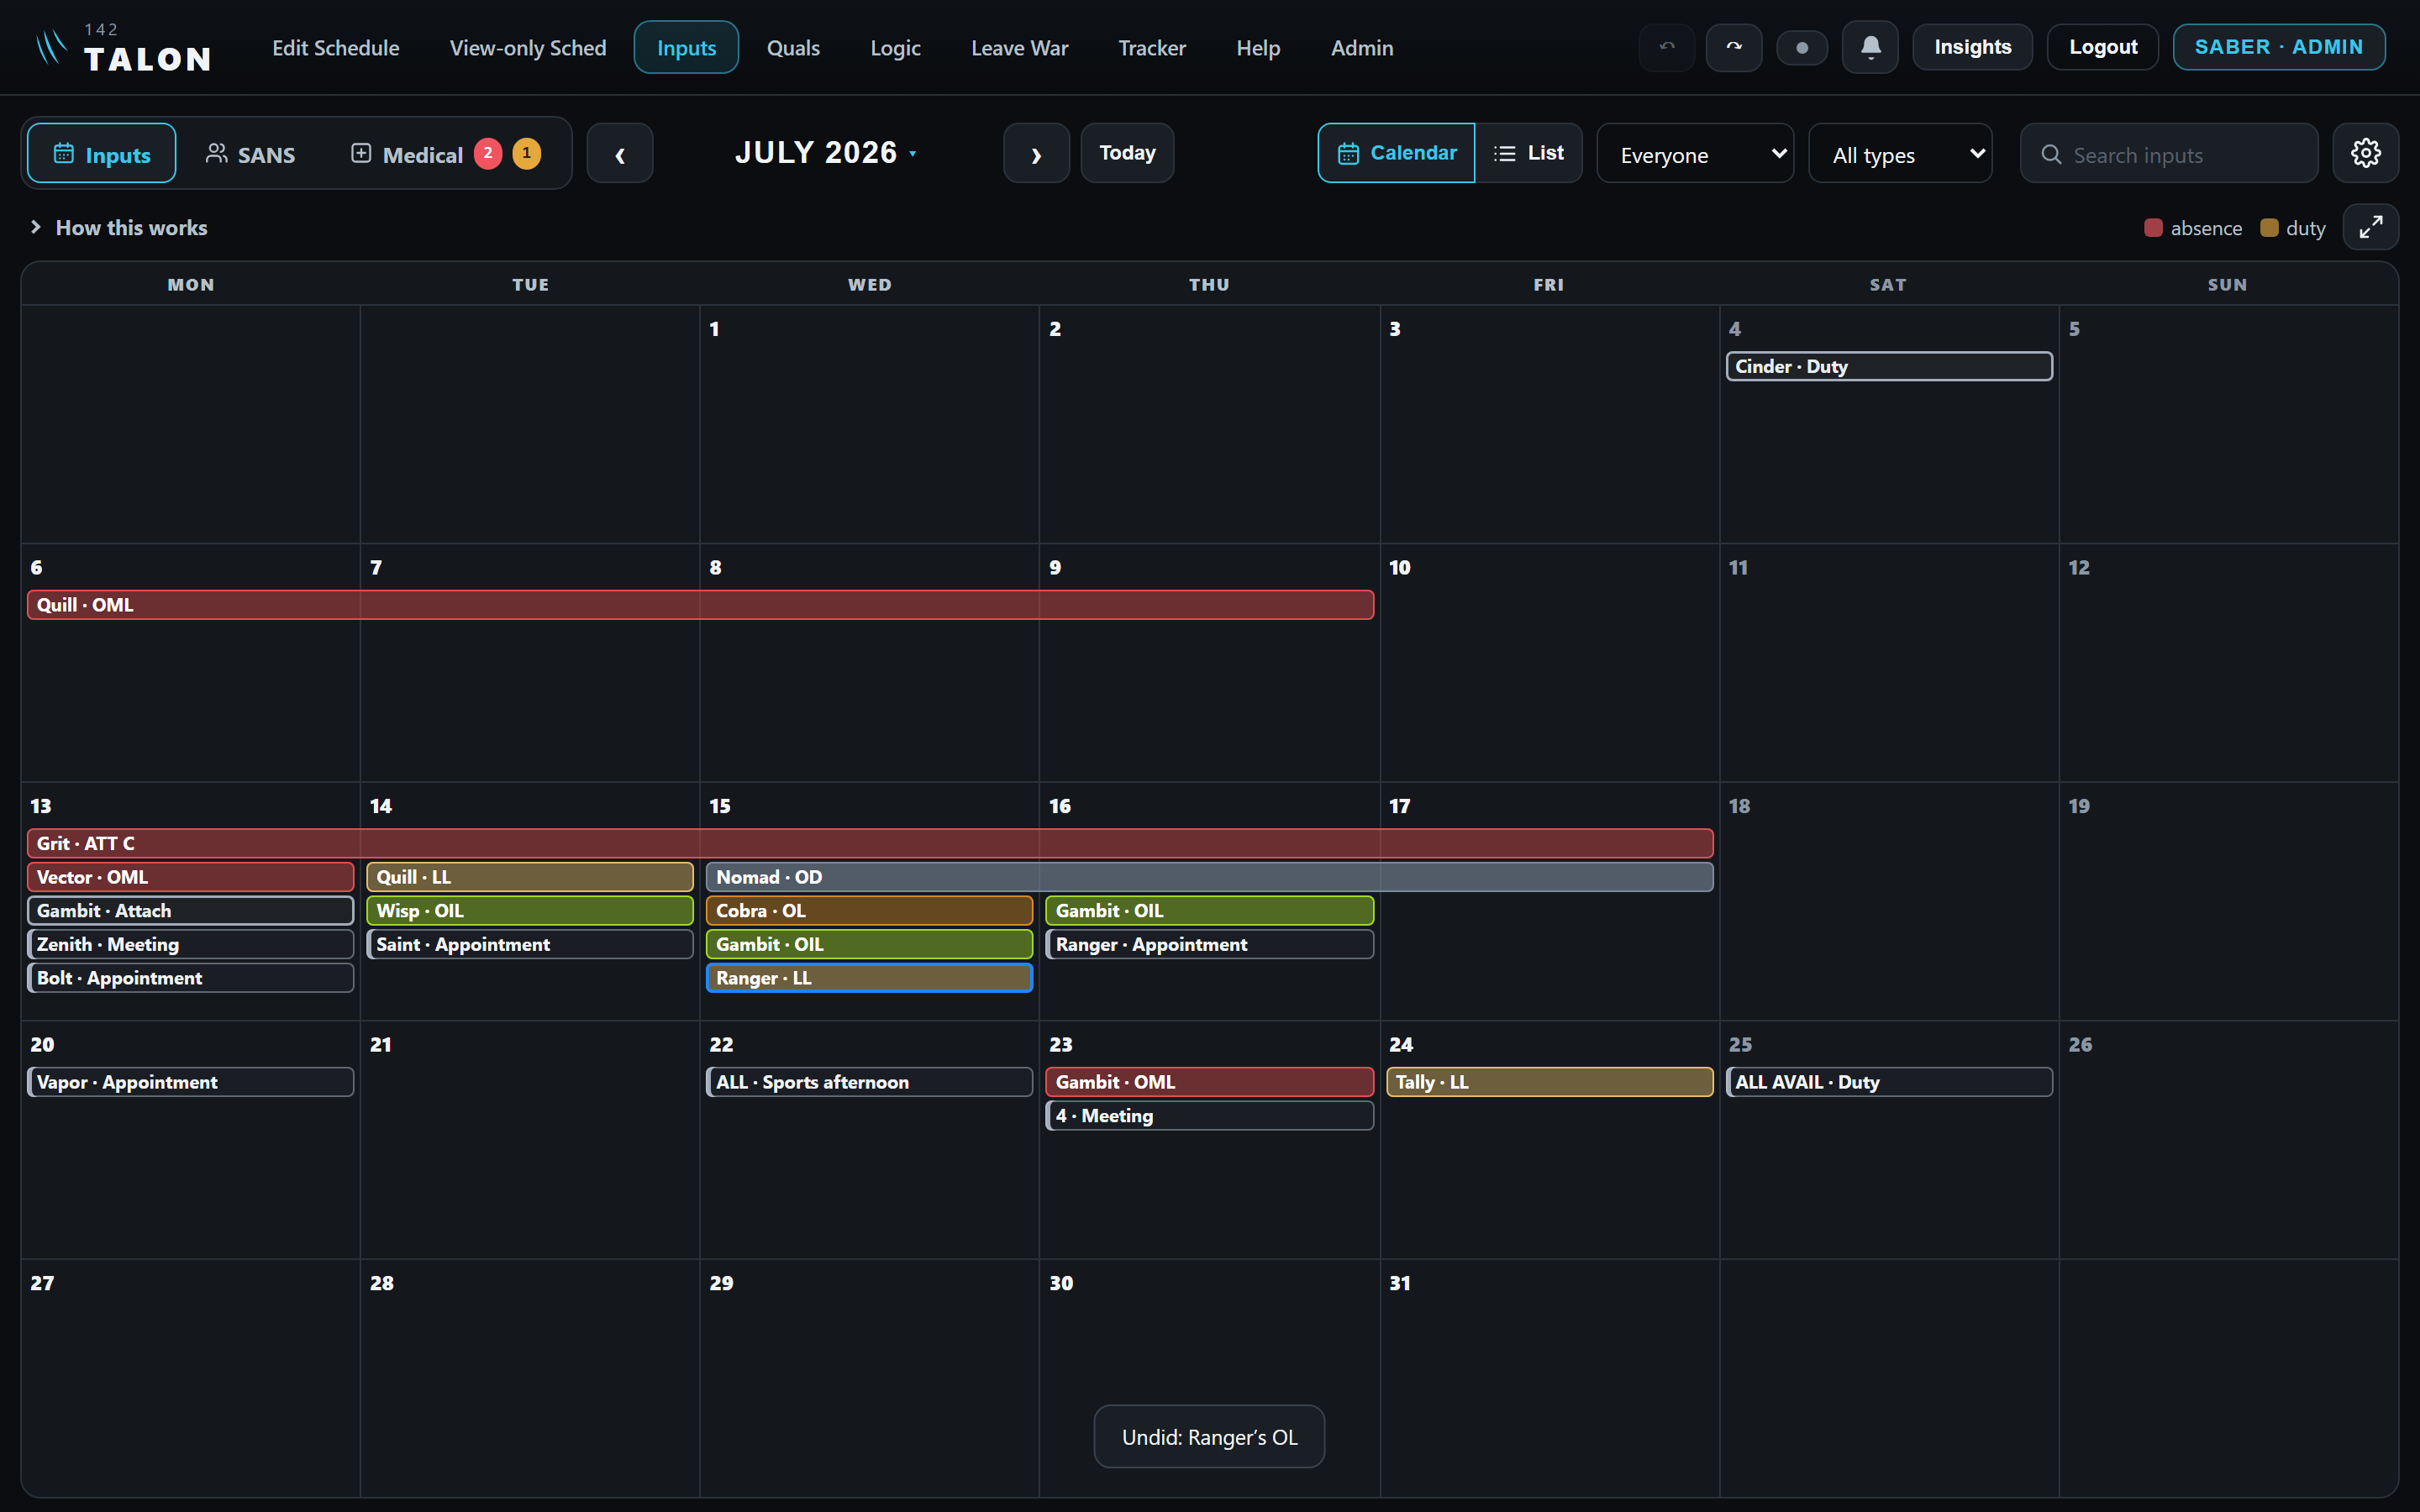 142
TALON
Edit Schedule
View-only Sched
Inputs
Quals
Logic
Leave War
Tracker
Help
Admin
Insights
Logout
SABER · ADMIN
Inputs
SANS
Medical 2 1
JULY 2026
Today
Calendar
List
Everyone
All types
Search inputs
How this works
absence
duty
MON TUE WED THU FRI SAT SUN
1 2 3 4 5
Cinder · Duty
6 7 8 9 10 11 12
Quill · OML
13 14 15 16 17 18 19
Grit · ATT C
Vector · OML
Quill · LL
Nomad · OD
Gambit · Attach
Wisp · OIL
Cobra · OL
Gambit · OIL
Zenith · Meeting
Saint · Appointment
Gambit · OIL
Ranger · Appointment
Bolt · Appointment
Ranger · LL
20 21 22 23 24 25 26
Vapor · Appointment
ALL · Sports afternoon
Gambit · OML
Tally · LL
ALL AVAIL · Duty
4 · Meeting
27 28 29 30 31
Undid: Ranger’s OL